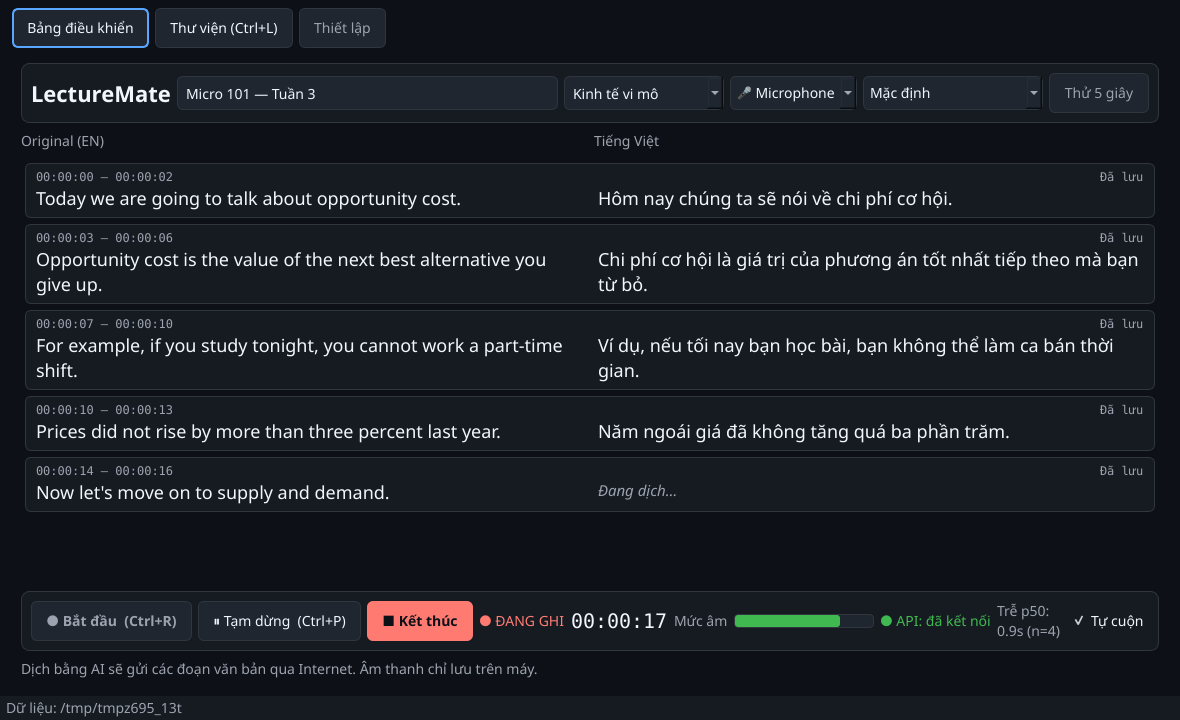 Bảng điều khiển
Thư viện (Ctrl+L)
Thiết lập
LectureMate
Micro 101 — Tuần 3
Kinh tế vi mô
🎤 Microphone
Mặc định
Thử 5 giây
Original (EN)
Tiếng Việt
00:00:00 — 00:00:02
Đã lưu
Today we are going to talk about opportunity cost.
Hôm nay chúng ta sẽ nói về chi phí cơ hội.
00:00:03 — 00:00:06
Đã lưu
Opportunity cost is the value of the next best alternative you
give up.
Chi phí cơ hội là giá trị của phương án tốt nhất tiếp theo mà bạn
từ bỏ.
00:00:07 — 00:00:10
Đã lưu
For example, if you study tonight, you cannot work a part-time
shift.
Ví dụ, nếu tối nay bạn học bài, bạn không thể làm ca bán thời
gian.
00:00:10 — 00:00:13
Đã lưu
Prices did not rise by more than three percent last year.
Năm ngoái giá đã không tăng quá ba phần trăm.
00:00:14 — 00:00:16
Đã lưu
Now let's move on to supply and demand.
Đang dịch…
● Bắt đầu (Ctrl+R)
⏸ Tạm dừng (Ctrl+P)
■ Kết thúc
● ĐANG GHI
00:00:17
Mức âm
● API: đã kết nối
Trễ p50:
0.9s (n=4)
✓ Tự cuộn
Dịch bằng AI sẽ gửi các đoạn văn bản qua Internet. Âm thanh chỉ lưu trên máy.
Dữ liệu: /tmp/tmpz695_13t